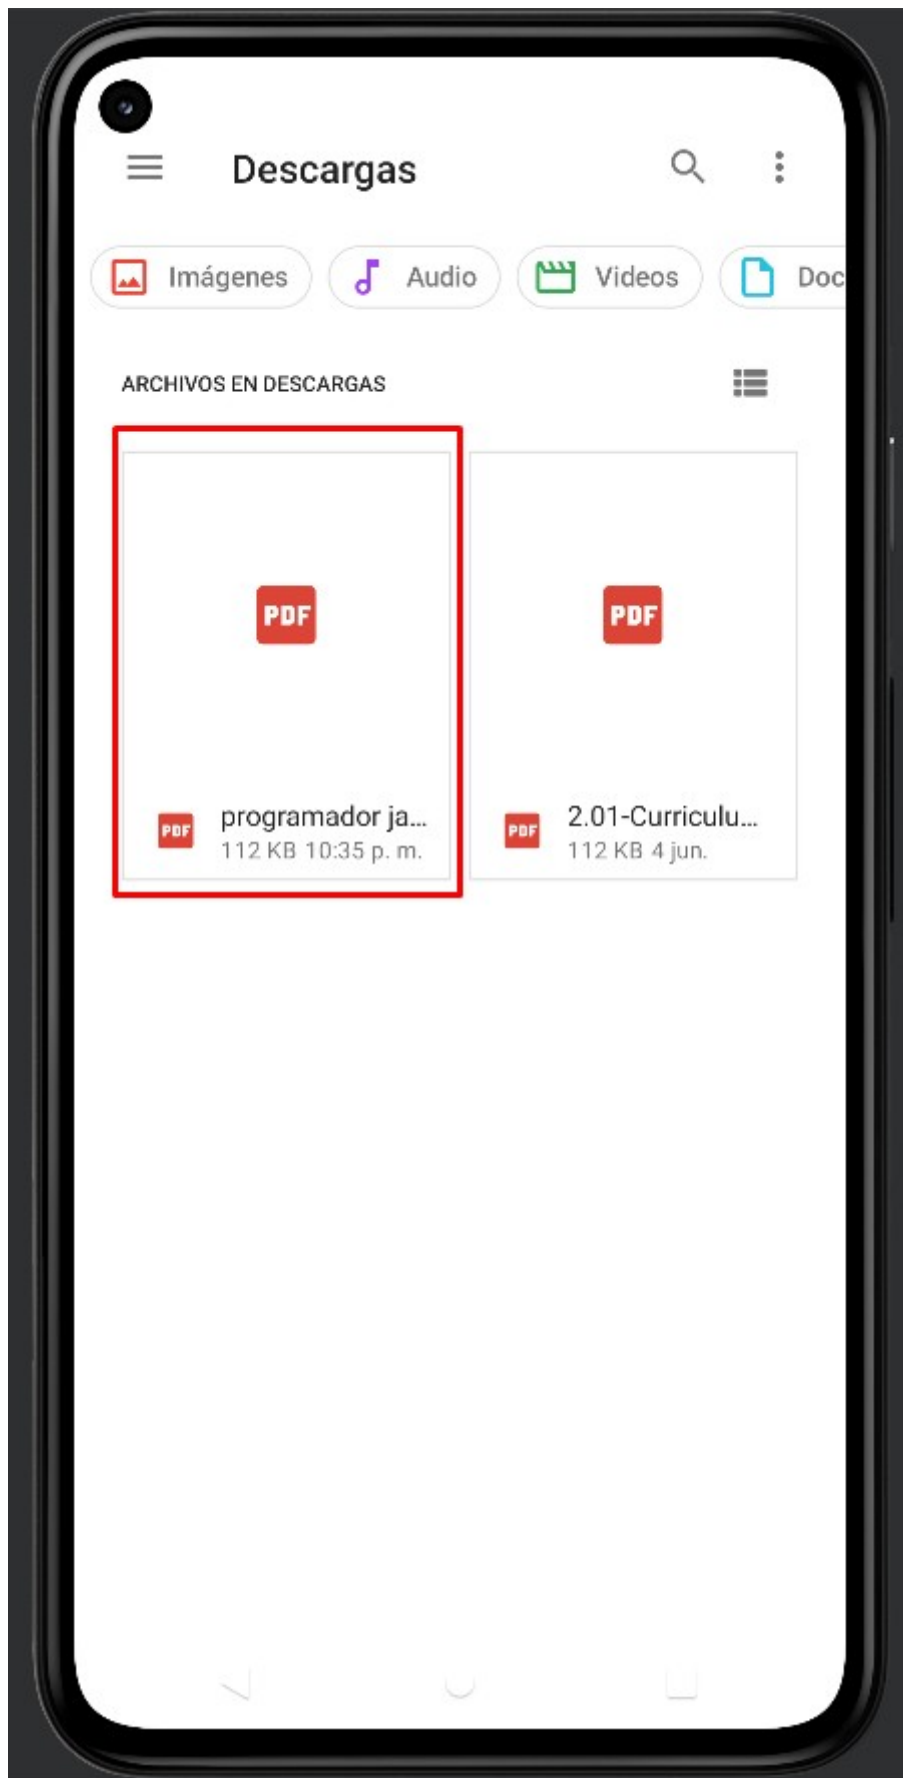 Descargas
Imágenes
Audio
Videos
Doc
ARCHIVOS EN DESCARGAS
PDF
PDF
PDF
programador ja...
112 KB 10:35 p. m.
PDF
2.01-Curriculu...
112 KB 4 jun.